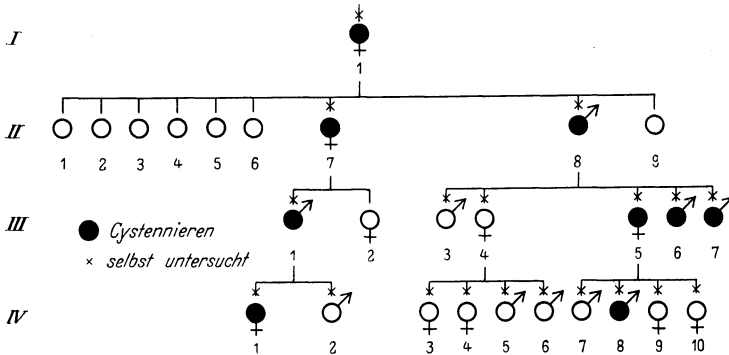 I
1
II
1 2 3 4 5 6 7 8 9
III
1 2 3 4 5 6 7
Cystennieren
× selbst untersucht
IV
1 2 3 4 5 6 7 8 9 10